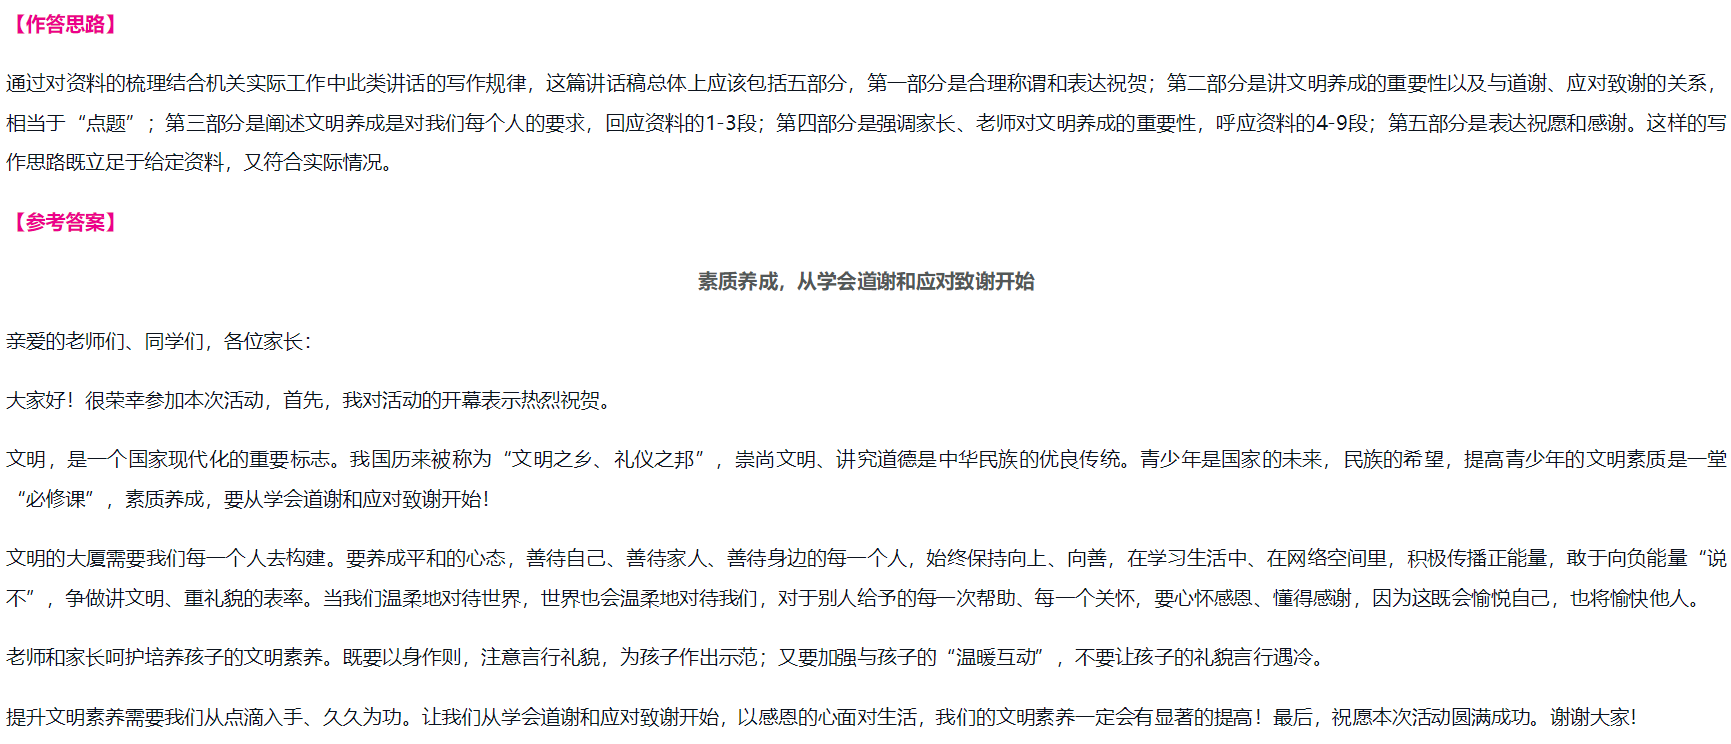 【作答思路】
通过对资料的梳理结合机关实际工作中此类讲话的写作规律，这篇讲话稿总体上应该包括五部分，第一部分是合理称谓和表达祝贺；第二部分是讲文明养成的重要性以及与道谢、应对致谢的关系，
相当于“点题”；第三部分是阐述文明养成是对我们每个人的要求，回应资料的1-3段；第四部分是强调家长、老师对文明养成的重要性，呼应资料的4-9段；第五部分是表达祝愿和感谢。这样的写
作思路既立足于给定资料，又符合实际情况。
【参考答案】
素质养成，从学会道谢和应对致谢开始
亲爱的老师们、同学们，各位家长：
大家好！很荣幸参加本次活动，首先，我对活动的开幕表示热烈祝贺。
文明，是一个国家现代化的重要标志。我国历来被称为“文明之乡、礼仪之邦”，崇尚文明、讲究道德是中华民族的优良传统。青少年是国家的未来，民族的希望，提高青少年的文明素质是一堂
“必修课”，素质养成，要从学会道谢和应对致谢开始！
文明的大厦需要我们每一个人去构建。要养成平和的心态，善待自己、善待家人、善待身边的每一个人，始终保持向上、向善，在学习生活中、在网络空间里，积极传播正能量，敢于向负能量“说
不”，争做讲文明、重礼貌的表率。当我们温柔地对待世界，世界也会温柔地对待我们，对于别人给予的每一次帮助、每一个关怀，要心怀感恩、懂得感谢，因为这既会愉悦自己，也将愉快他人。
老师和家长呵护培养孩子的文明素养。既要以身作则，注意言行礼貌，为孩子作出示范；又要加强与孩子的“温暖互动”，不要让孩子的礼貌言行遇冷。
提升文明素养需要我们从点滴入手、久久为功。让我们从学会道谢和应对致谢开始，以感恩的心面对生活，我们的文明素养一定会有显著的提高！最后，祝愿本次活动圆满成功。谢谢大家！